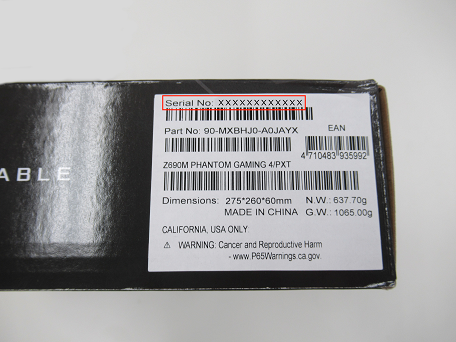 ABLE
Serial No: XXXXXXXXXXXX
Part No: 90-MXBHJ0-A0JAYX
EAN
4 710483 935992
Z690M PHANTOM GAMING 4/PXT
Dimensions: 275*260*60mm N.W.: 637.70g
MADE IN CHINA G.W.: 1065.00g
CALIFORNIA, USA ONLY:
⚠ WARNING: Cancer and Reproductive Harm
- www.P65Warnings.ca.gov.